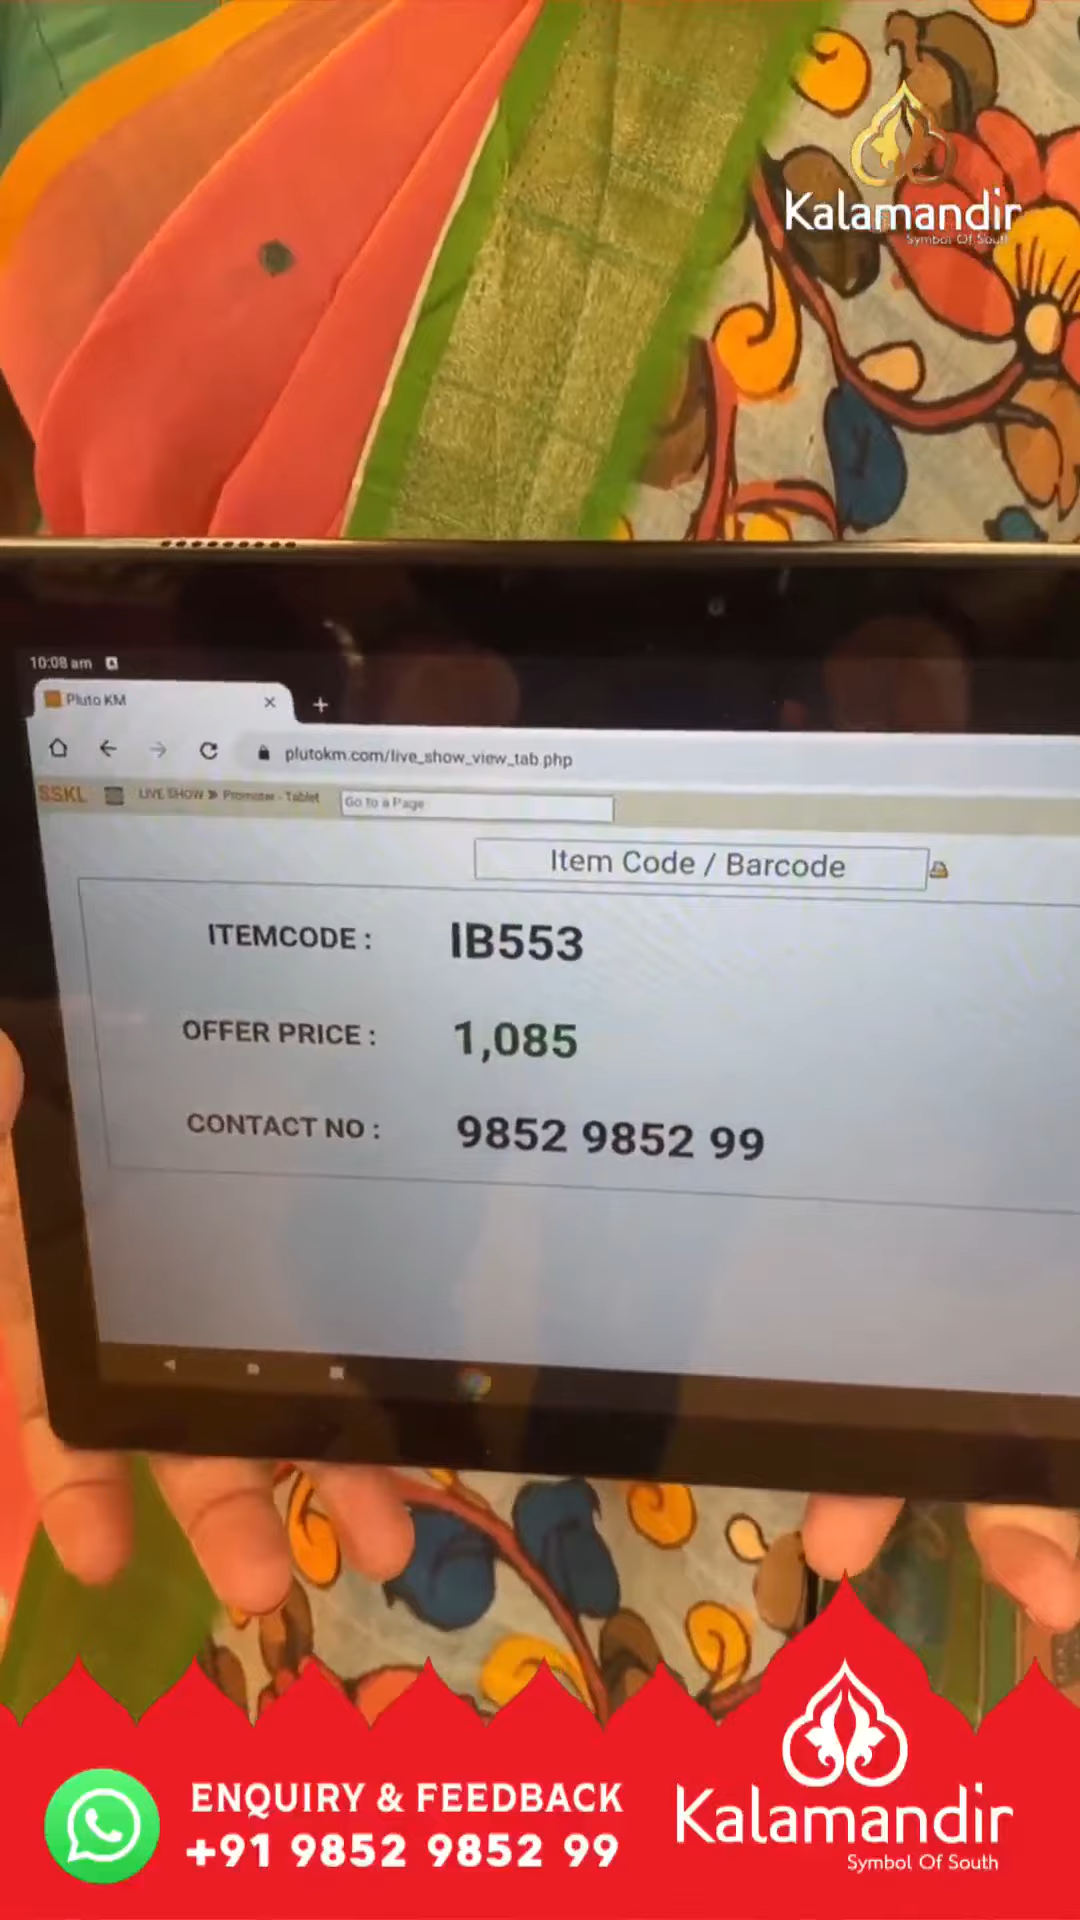 Kalamandir
Symbol Of South
10:08 am
Pluto KM
plutokm.com/live_show_view_tab.php
SSKL LIVE SHOW » Promoter - Tablet Go to a Page
Item Code / Barcode
ITEMCODE : IB553
OFFER PRICE : 1,085
CONTACT NO : 9852 9852 99
ENQUIRY & FEEDBACK
+91 9852 9852 99
Kalamandir
Symbol Of South